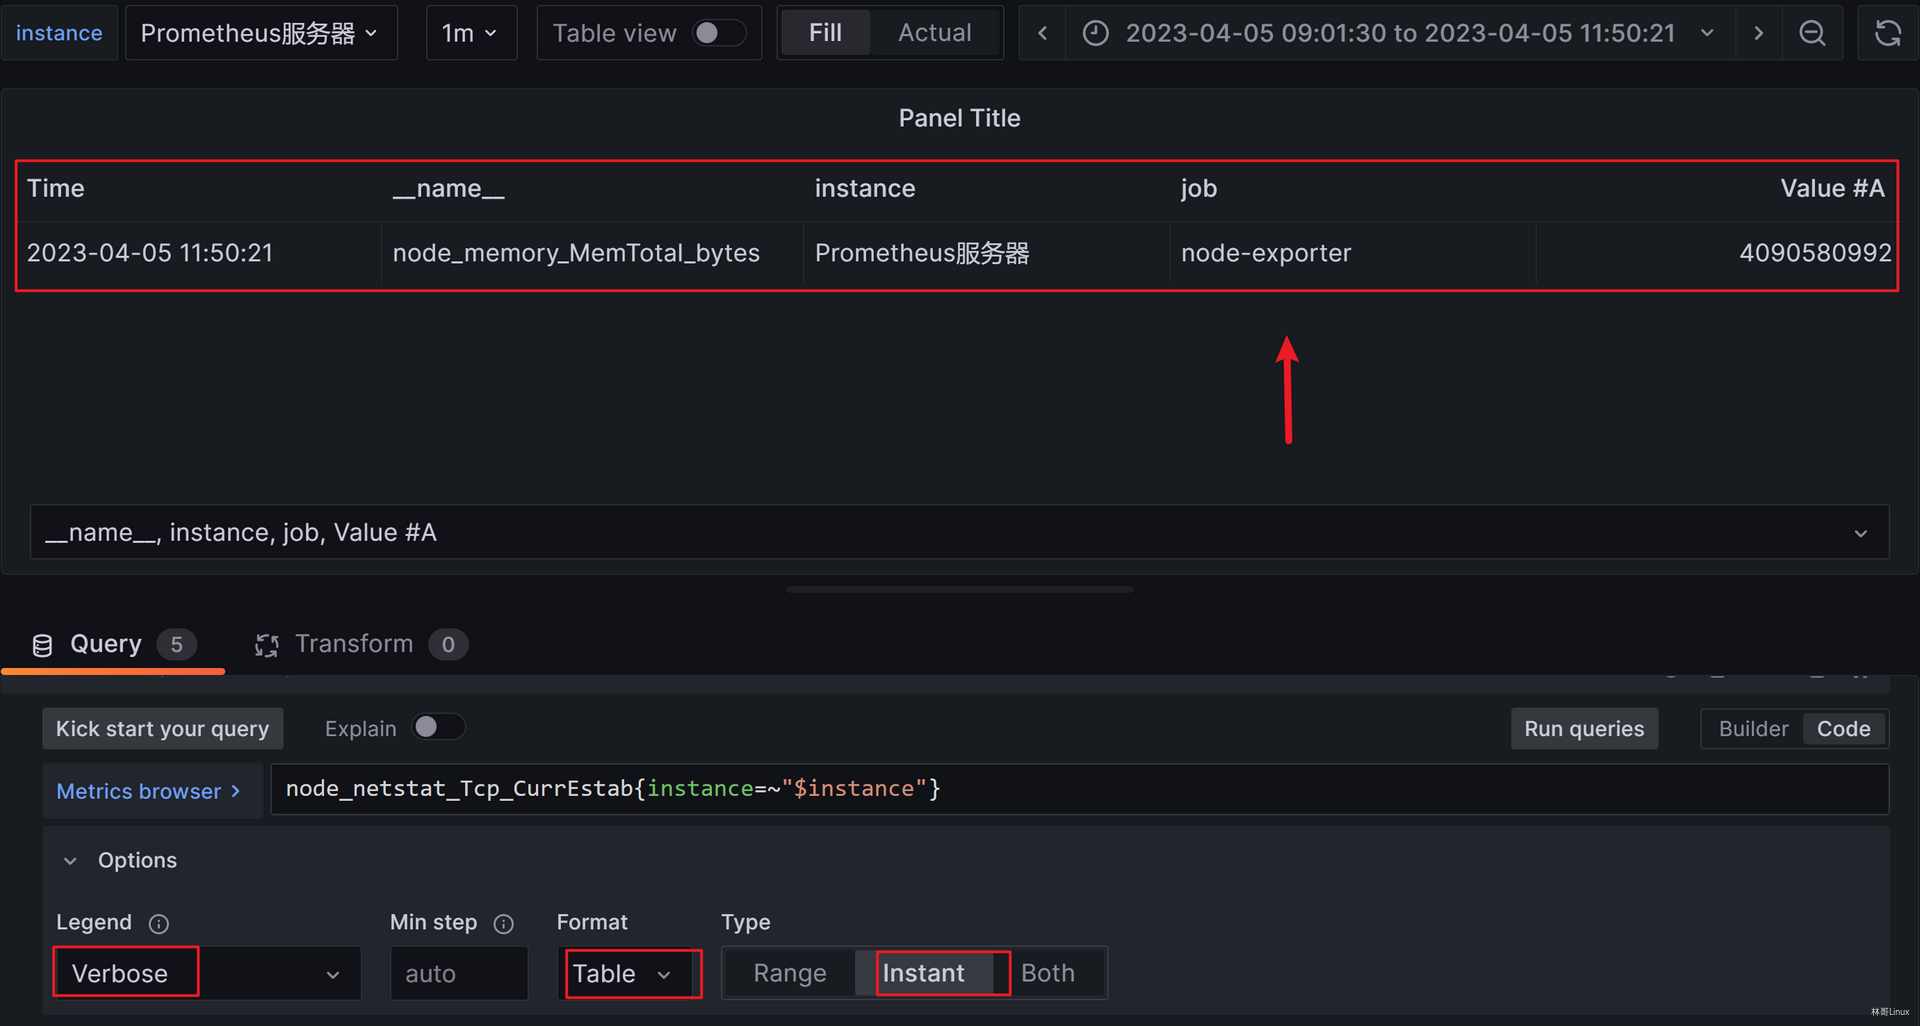 instance Prometheus服务器 1m Table view Fill Actual 2023-04-05 09:01:30 to 2023-04-05 11:50:21
Panel Title
Time __name__ instance job Value #A
2023-04-05 11:50:21 node_memory_MemTotal_bytes Prometheus服务器 node-exporter 4090580992
__name__, instance, job, Value #A
Query 5 Transform 0
Kick start your query Explain Run queries Builder Code
Metrics browser > node_netstat_Tcp_CurrEstab{instance=~"$instance"}
Options
Legend Min step Format Type
Verbose auto Table Range Instant Both
林哥Linux